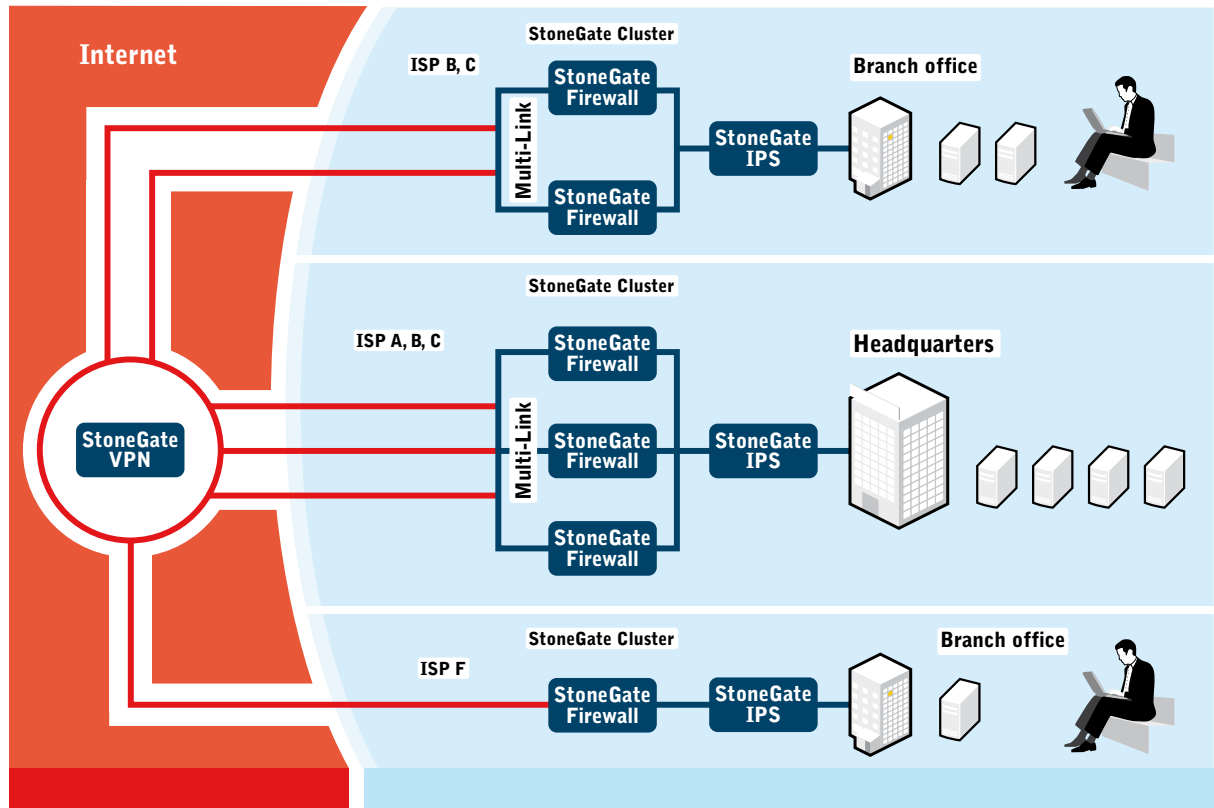 Internet
StoneGate Cluster
ISP B, C
StoneGate
Firewall
Multi-Link
StoneGate
Firewall
StoneGate
IPS
Branch office
StoneGate Cluster
ISP A, B, C
StoneGate
Firewall
Multi-Link
StoneGate
Firewall
StoneGate
Firewall
StoneGate
IPS
Headquarters
StoneGate
VPN
StoneGate Cluster
ISP F
StoneGate
Firewall
StoneGate
IPS
Branch office